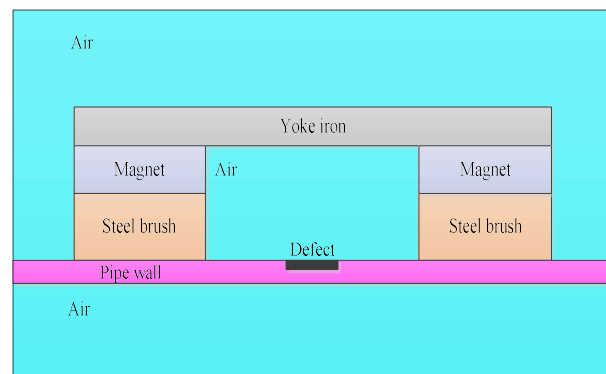 Air
Yoke iron
Magnet
Air
Magnet
Steel brush
Steel brush
Defect
Pipe wall
Air